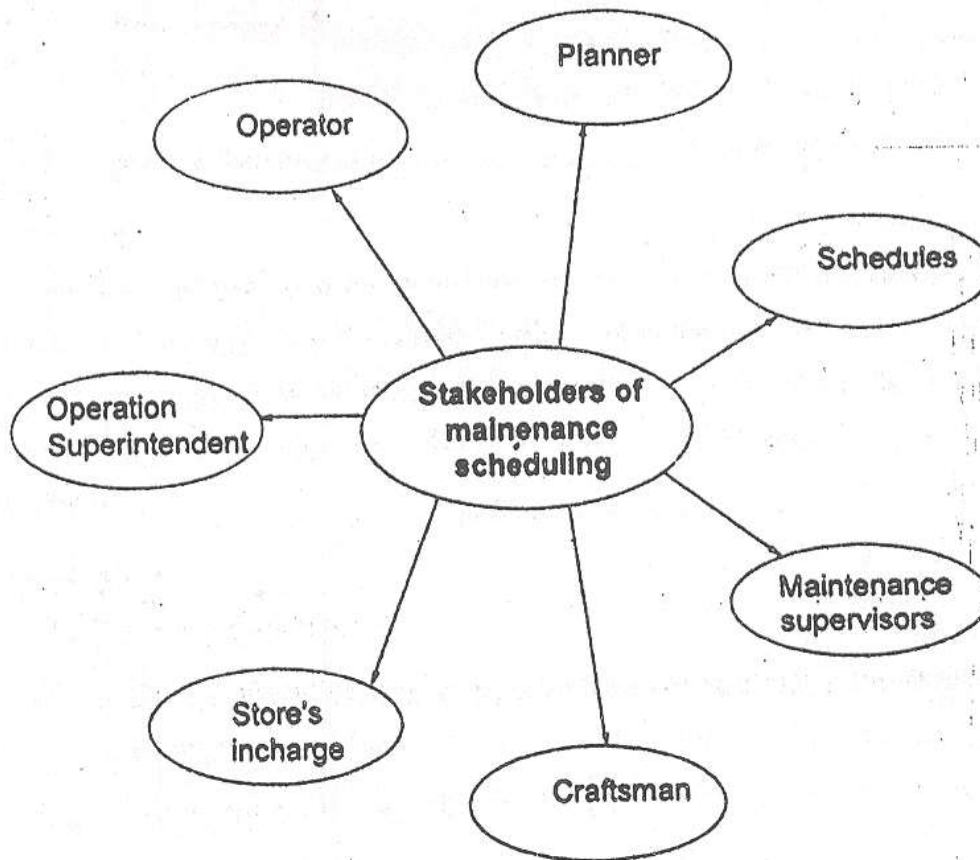 Planner
Operator
Schedules
Stakeholders of
mainenance
scheduling
Operation
Superintendent
Maintenance
supervisors
Store's
incharge
Craftsman